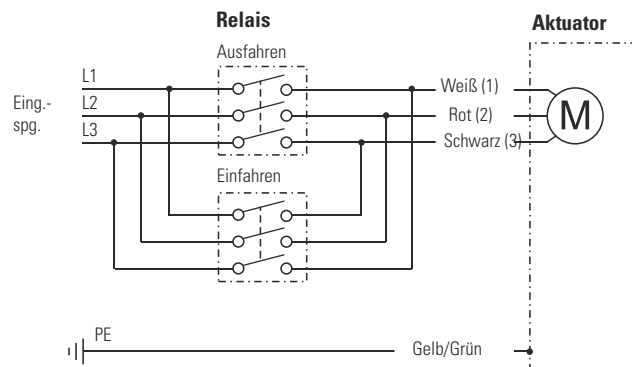 Relais
Aktuator
Ausfahren
L1
L2
L3
Eing.-
spg.
Weiß (1)
Rot (2)
Schwarz (3)
M
Einfahren
PE
Gelb/Grün